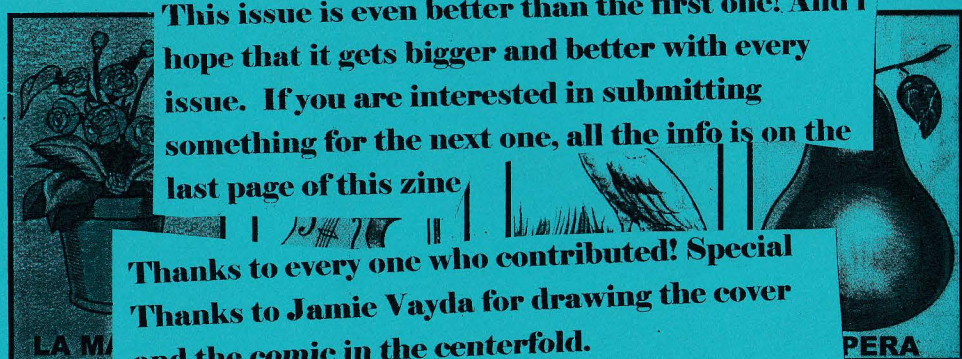 This issue is even better than the first one! And I
hope that it gets bigger and better with every
issue. If you are interested in submitting
something for the next one, all the info is on the
last page of this zine
Thanks to every one who contributed! Special
Thanks to Jamie Vayda for drawing the cover
and the comic in the centerfold.
LA MA
PERA